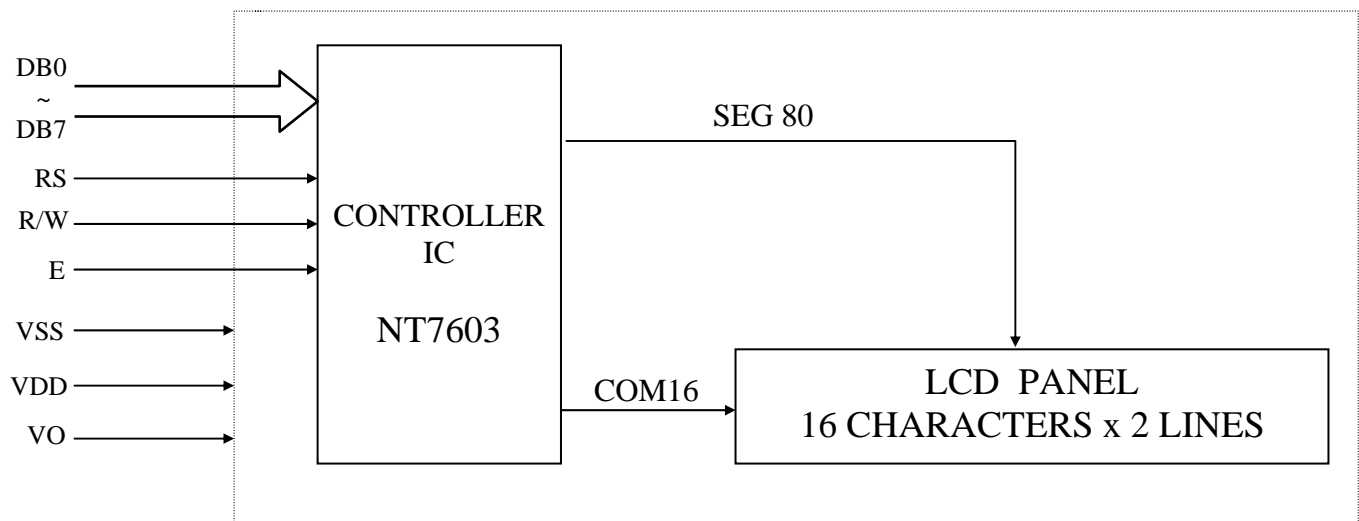 DB0
~
DB7
RS
R/W
E
VSS
VDD
VO
CONTROLLER
IC
NT7603
SEG 80
COM16
LCD PANEL
16 CHARACTERS x 2 LINES